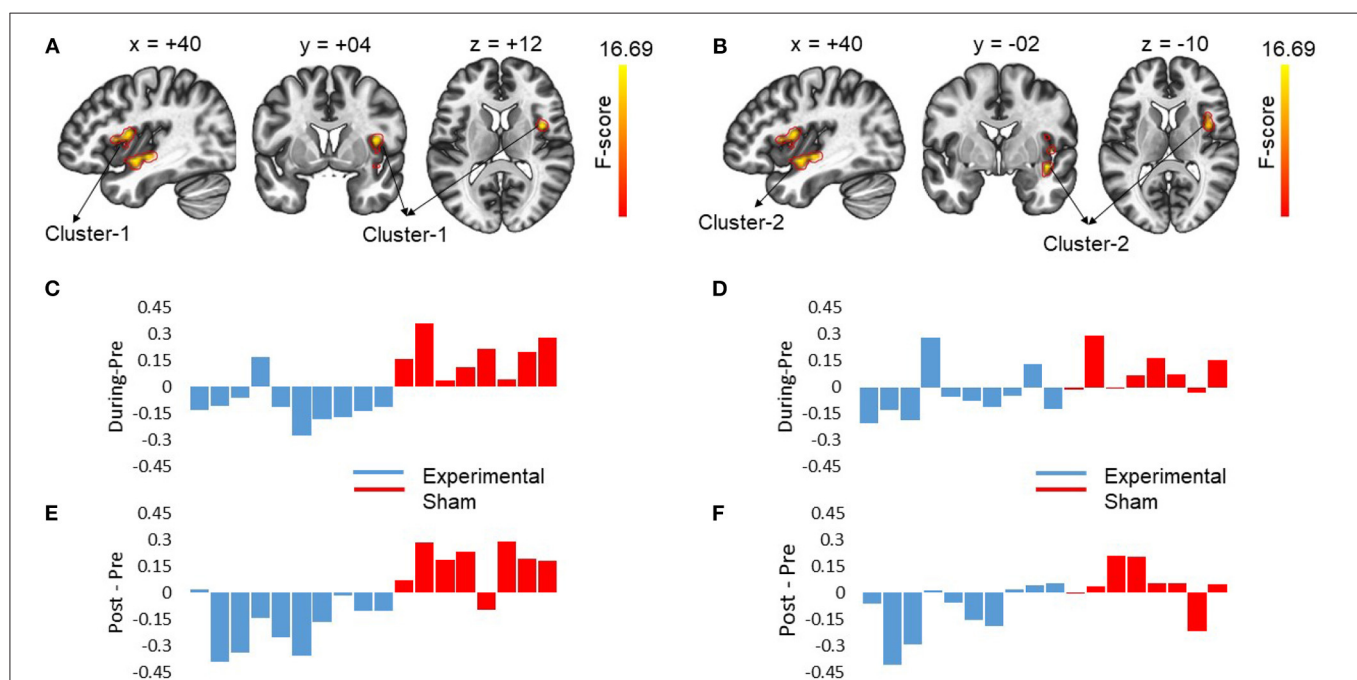 A
x = +40
y = +04
z = +12
16.69
F-score
Cluster-1
Cluster-1
B
x = +40
y = -02
z = -10
16.69
F-score
Cluster-2
Cluster-2
C
During-Pre
0.45
0.3
0.15
0
-0.15
-0.3
-0.45
D
During-Pre
0.45
0.3
0.15
0
-0.15
-0.3
-0.45
Experimental
Sham
Experimental
Sham
E
Post - Pre
0.45
0.3
0.15
0
-0.15
-0.3
-0.45
F
Post - Pre
0.45
0.3
0.15
0
-0.15
-0.3
-0.45